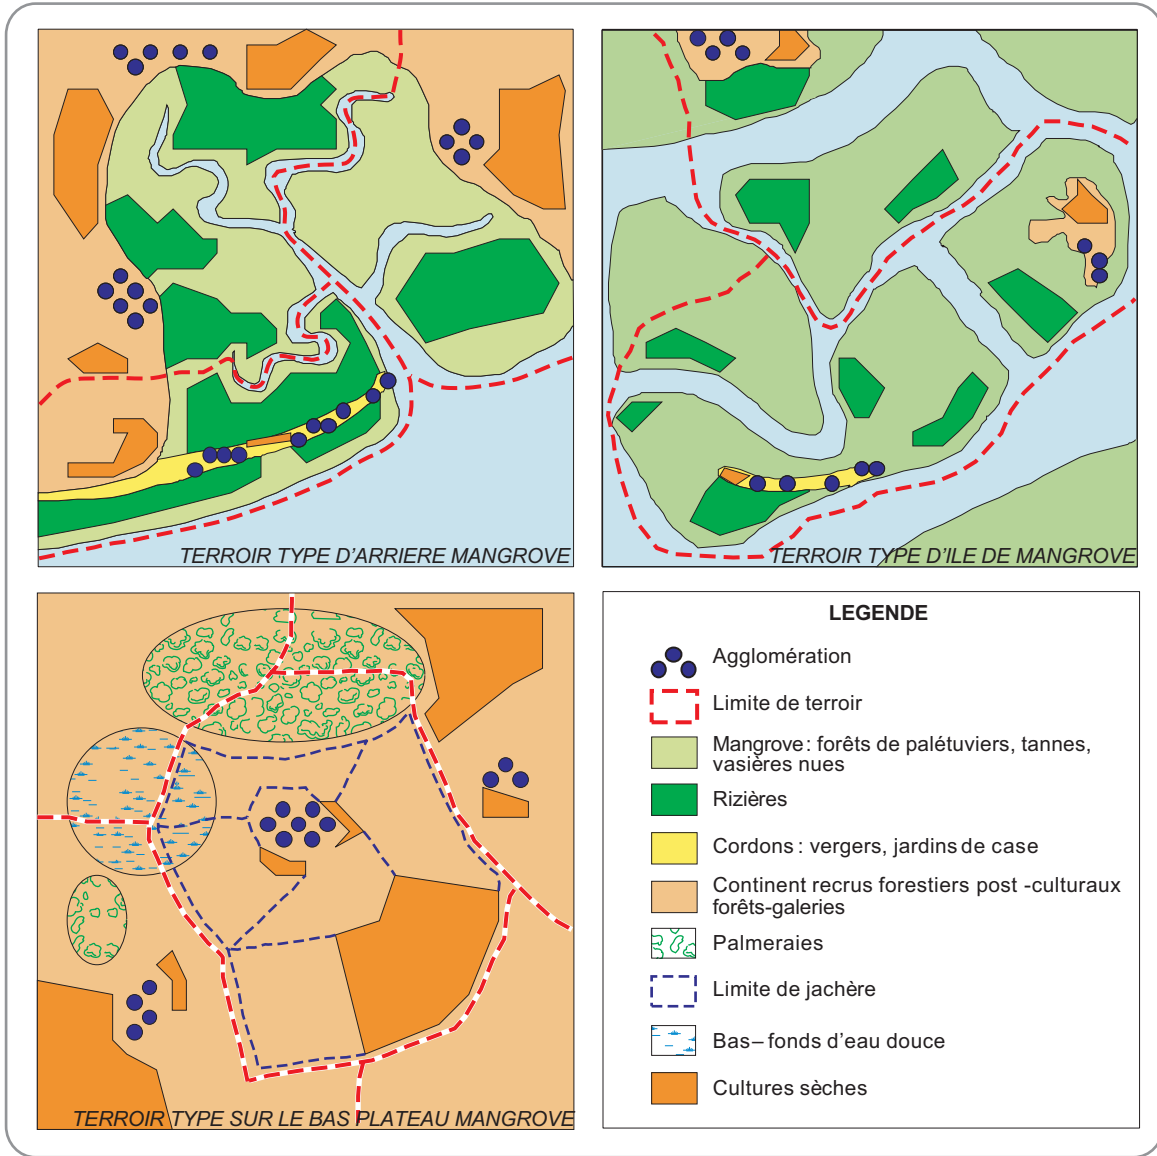 TERROIR TYPE D'ARRIERE MANGROVE
TERROIR TYPE D'ILE DE MANGROVE
TERROIR TYPE SUR LE BAS PLATEAU MANGROVE
LEGENDE
Agglomération
Limite de terroir
Mangrove : forêts de palétuviers, tannes,
vasières nues
Rizières
Cordons : vergers, jardins de case
Continent recrus forestiers post -culturaux
forêts-galeries
Palmeraies
Limite de jachère
Bas– fonds d'eau douce
Cultures sèches